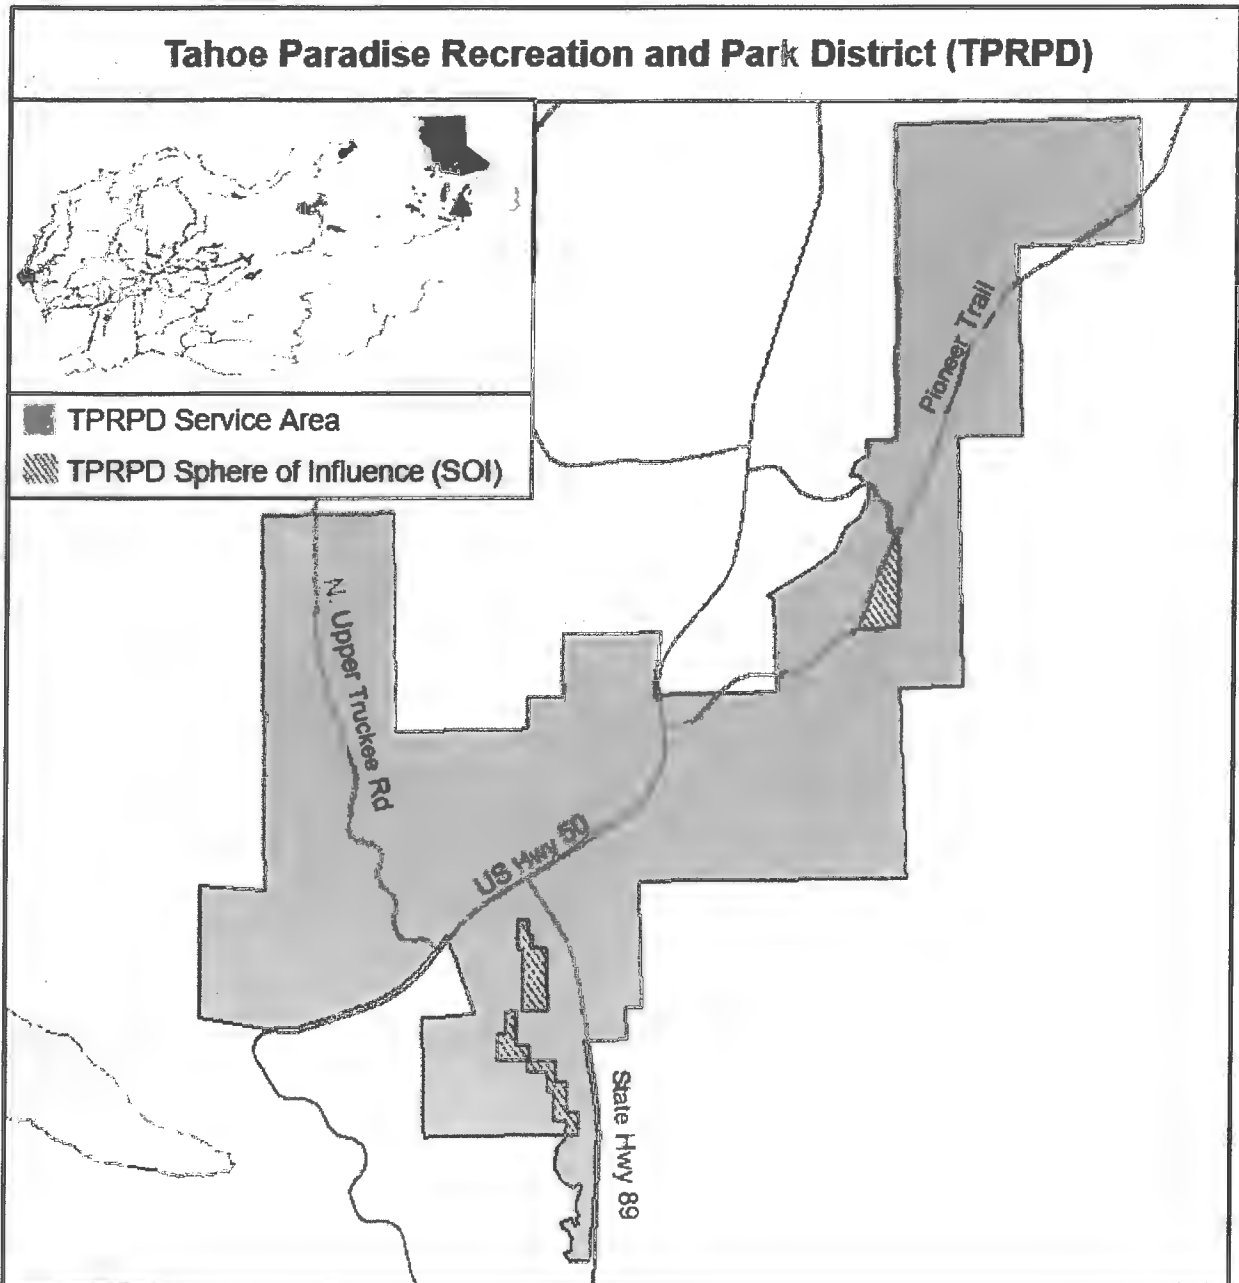 Tahoe Paradise Recreation and Park District (TPRPD)
TPRPD Service Area
TPRPD Sphere of Influence (SOI)
Pioneer Trail
N. Upper Truckee Rd
US Hwy 50
State Hwy 89